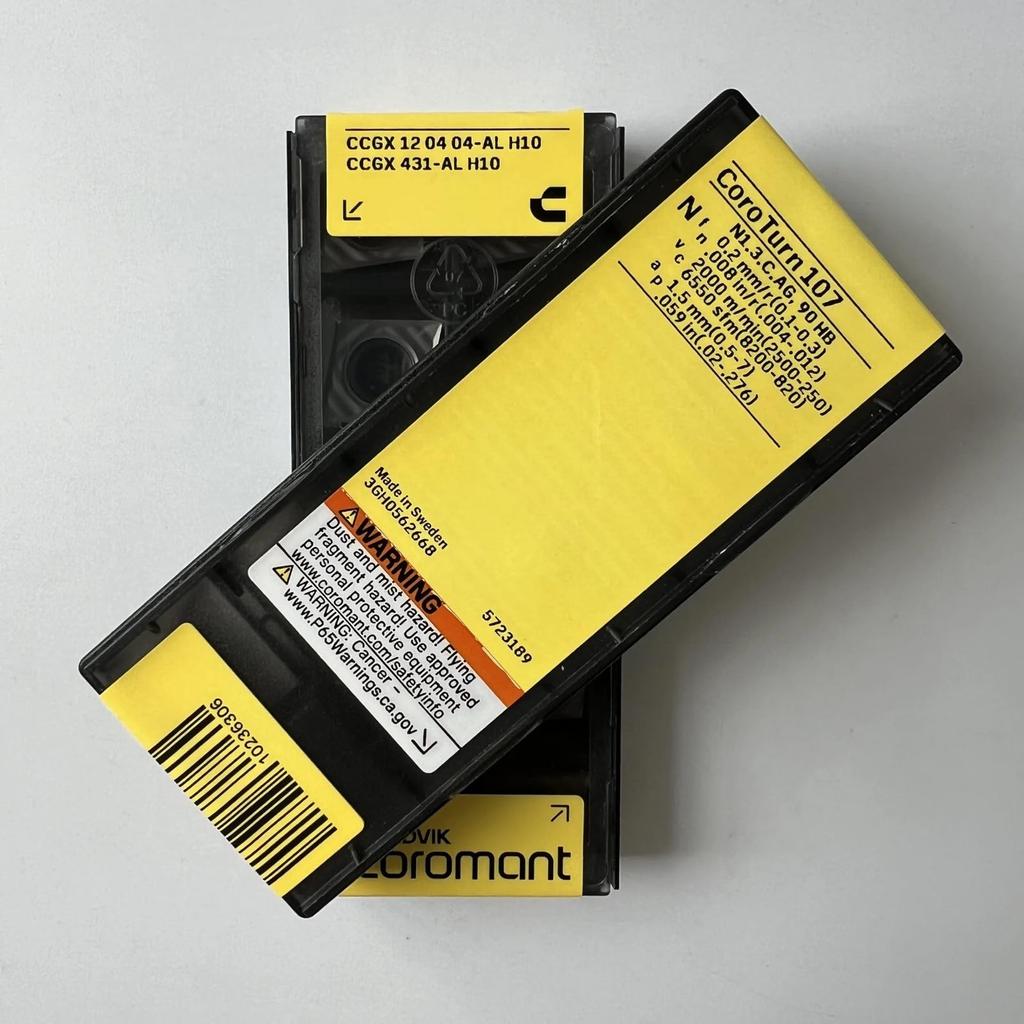 CCGX 12 04 04-AL H10
CCGX 431-AL H10
CoroTurn 107
N
N1.3.C.AG, 90 HB
fn 0.2 mm/r(0.1-0.3)
.008 in/r(.004-.012)
vc 2000 m/min(2500-250)
6550 sfm(8200-820)
ap 1.5 mm(0.5-7)
.059 in(.02-.276)
Made in Sweden
3GH0562668
5723189
WARNING
Dust and mist hazard! Flying
fragment hazard! Use approved
personal protective equipment
www.coromant.com/safetyinfo
WARNING: Cancer –
www.P65Warnings.ca.gov
10236306
coromant